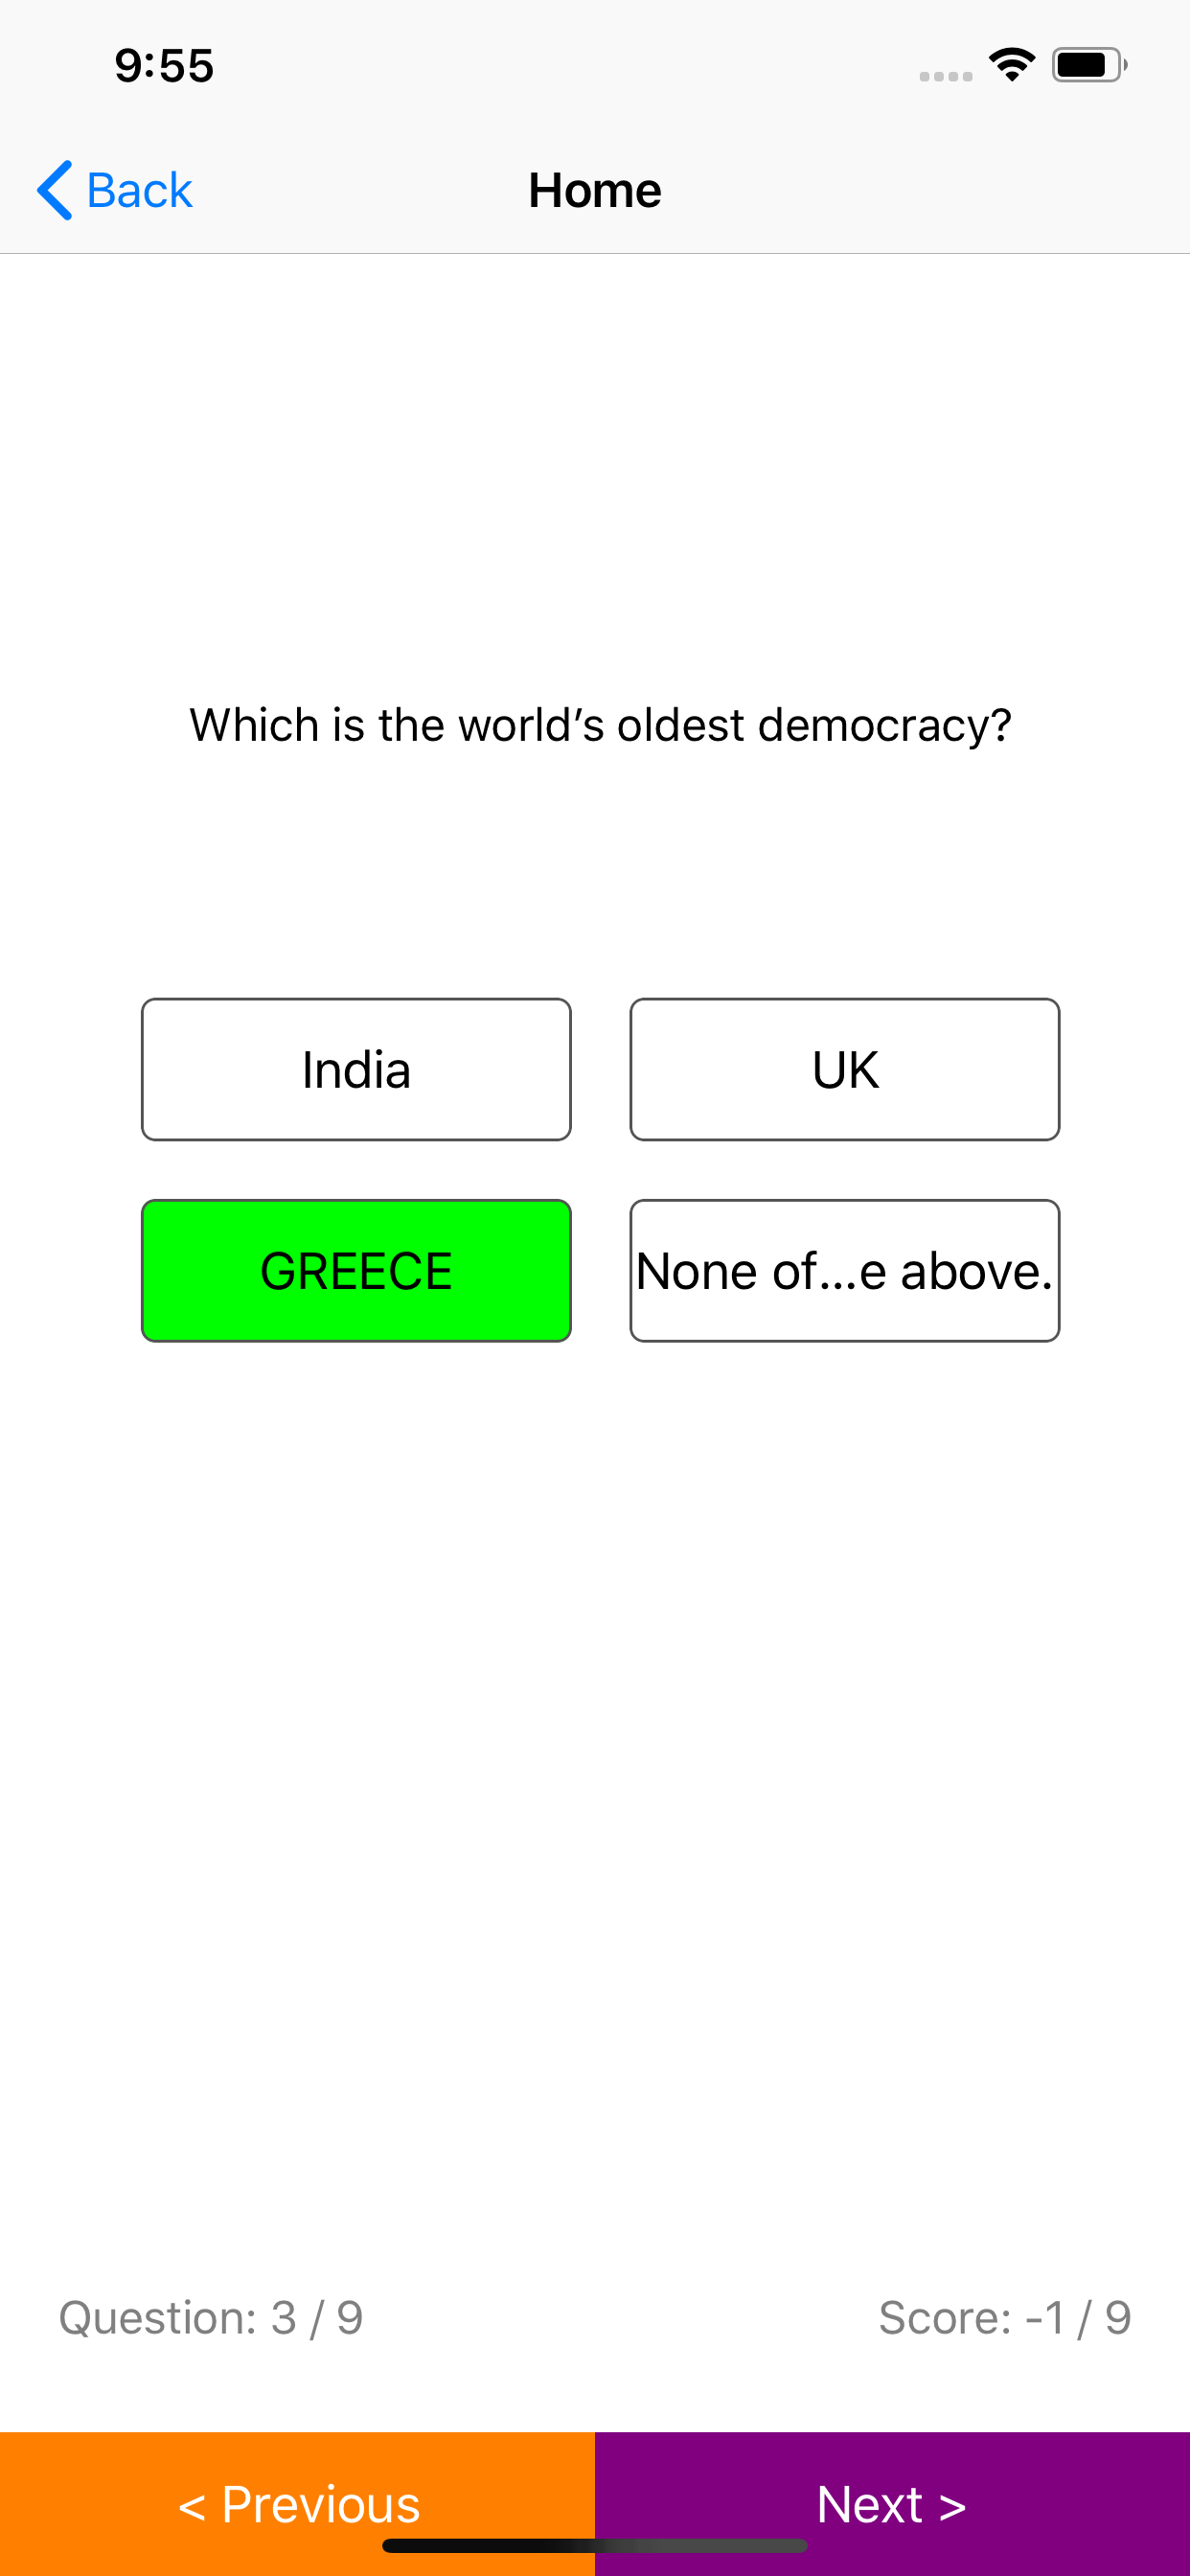 9:55
Back
Home
Which is the world’s oldest democracy?
India
UK
GREECE
None of...e above.
Question: 3 / 9
Score: -1 / 9
< Previous
Next >